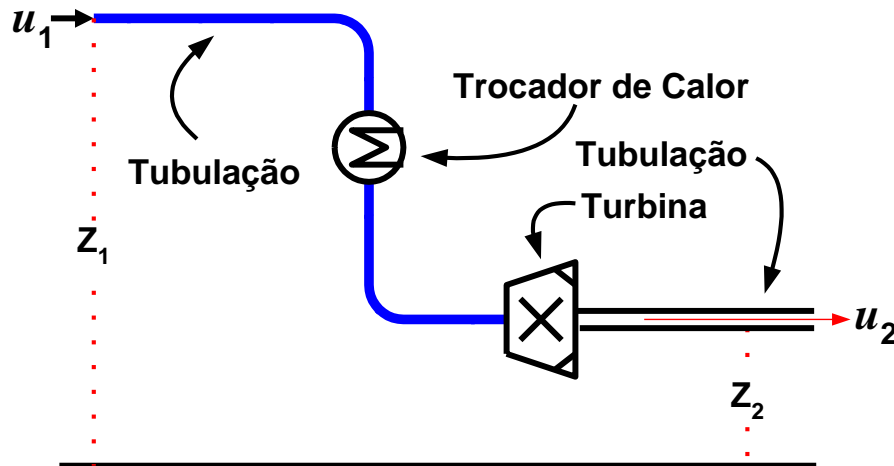 u₁
Trocador de Calor
Tubulação
Tubulação
Turbina
Z₁
u₂
Z₂